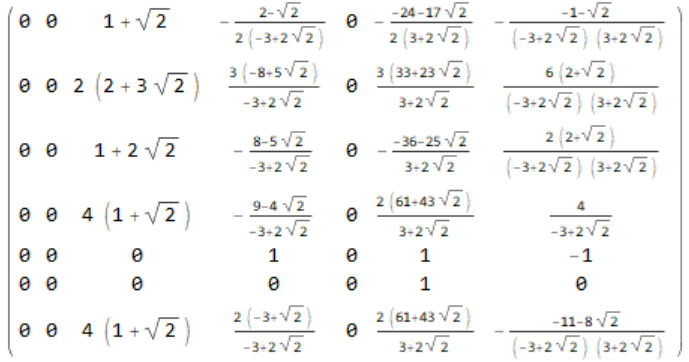 0 0 1 + √2 - (2-√2)/(2 (-3+2 √2)) 0 - (-24-17 √2)/(2 (3+2 √2)) - (-1-√2)/((-3+2 √2) (3+2 √2))
0 0 2 (2 + 3 √2) (3 (-8+5 √2))/(-3+2 √2) 0 (3 (33+23 √2))/(3+2 √2) (6 (2+√2))/((-3+2 √2) (3+2 √2))
0 0 1 + 2 √2 - (8-5 √2)/(-3+2 √2) 0 - (-36-25 √2)/(3+2 √2) (2 (2+√2))/((-3+2 √2) (3+2 √2))
0 0 4 (1 + √2) - (9-4 √2)/(-3+2 √2) 0 (2 (61+43 √2))/(3+2 √2) 4/(-3+2 √2)
0 0 0 1 0 1 -1
0 0 0 0 0 1 0
0 0 4 (1 + √2) (2 (-3+√2))/(-3+2 √2) 0 (2 (61+43 √2))/(3+2 √2) - (-11-8 √2)/((-3+2 √2) (3+2 √2))